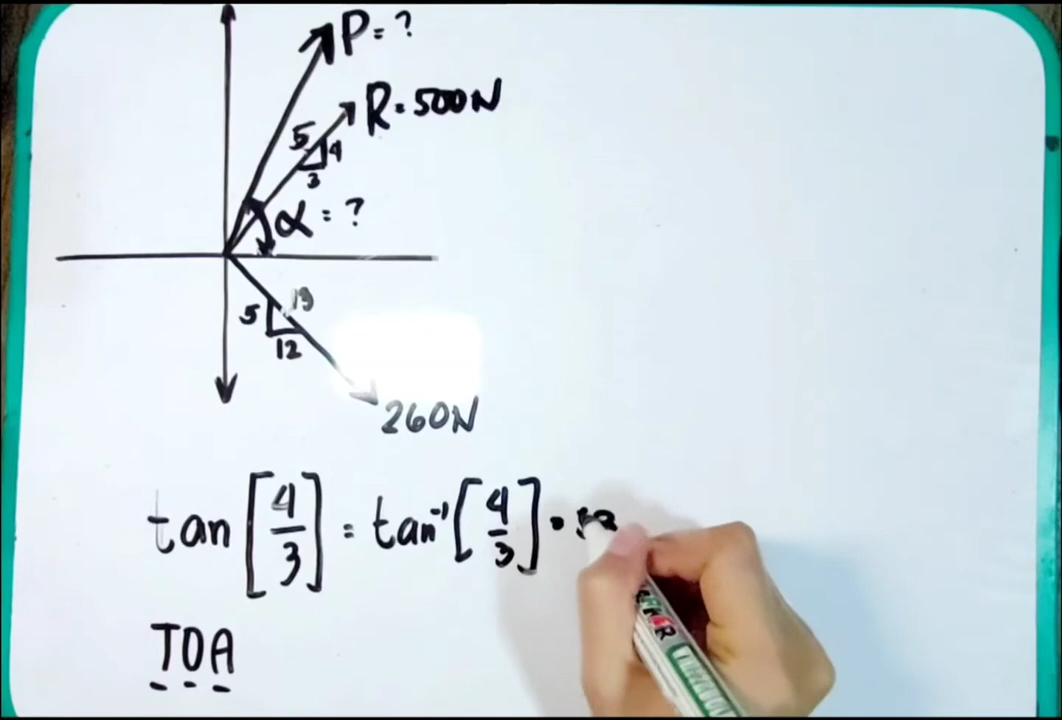 P = ?
R = 500N
5
4
3
α = ?
5
13
12
260N
tan [4/3] = tan⁻¹ [4/3] =
TOA